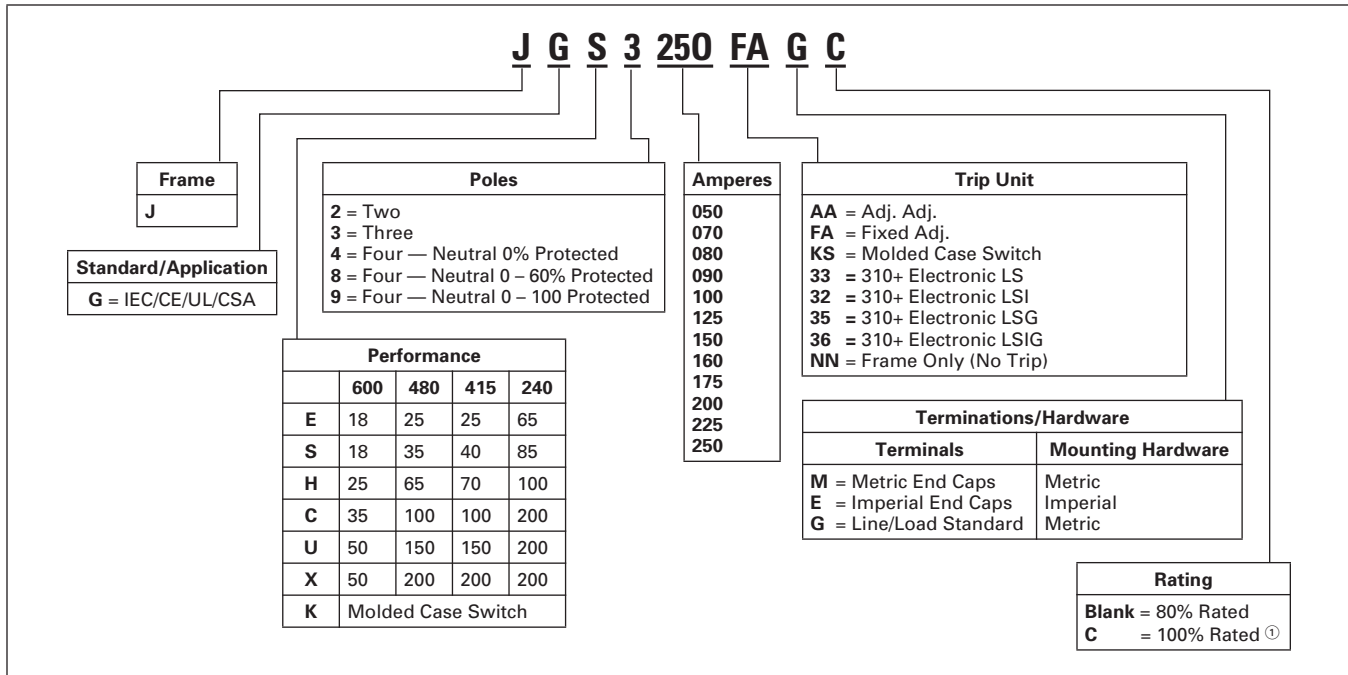 J G S 3 250 FA G C
Frame
J
Standard/Application
G = IEC/CE/UL/CSA
Performance
600 480 415 240
E 18 25 25 65
S 18 35 40 85
H 25 65 70 100
C 35 100 100 200
U 50 150 150 200
X 50 200 200 200
K Molded Case Switch
Poles
2 = Two
3 = Three
4 = Four — Neutral 0% Protected
8 = Four — Neutral 0 – 60% Protected
9 = Four — Neutral 0 – 100 Protected
Amperes
050
070
080
090
100
125
150
160
175
200
225
250
Trip Unit
AA = Adj. Adj.
FA = Fixed Adj.
KS = Molded Case Switch
33 = 310+ Electronic LS
32 = 310+ Electronic LSI
35 = 310+ Electronic LSG
36 = 310+ Electronic LSIG
NN = Frame Only (No Trip)
Terminations/Hardware
Terminals Mounting Hardware
M = Metric End Caps Metric
E = Imperial End Caps Imperial
G = Line/Load Standard Metric
Rating
Blank = 80% Rated
C = 100% Rated ①